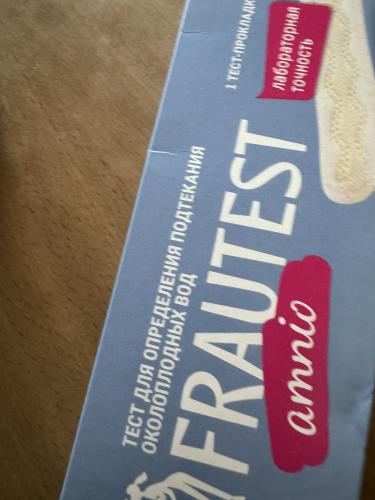 1 ТЕСТ-ПРОКЛАДК
лабораторная
точность
ТЕСТ ДЛЯ ОПРЕДЕЛЕНИЯ ПОДТЕКАНИЯ
ОКОЛОПЛОДНЫХ ВОД
FRAUTEST
amnio